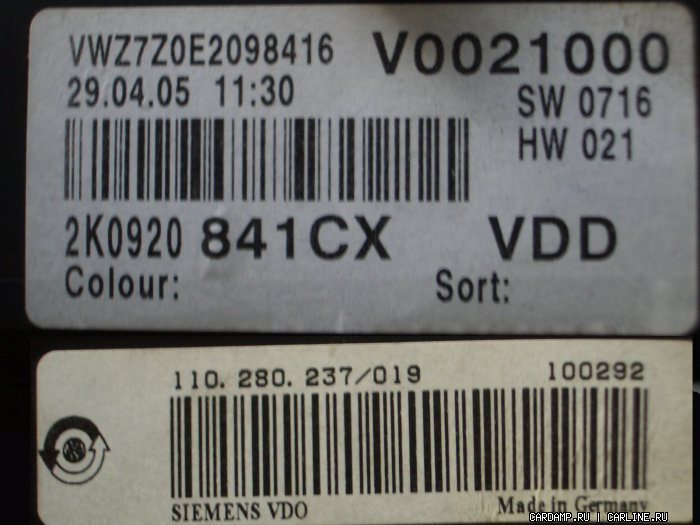 VWZ7Z0E2098416 V0021000
29.04.05 11:30 SW 0716
HW 021
2K0920 841CX VDD
Colour: Sort:
110. 280. 237/019 100292
SIEMENS VDO Made in Germany
CARDAMP.RU | CARLINE.RU